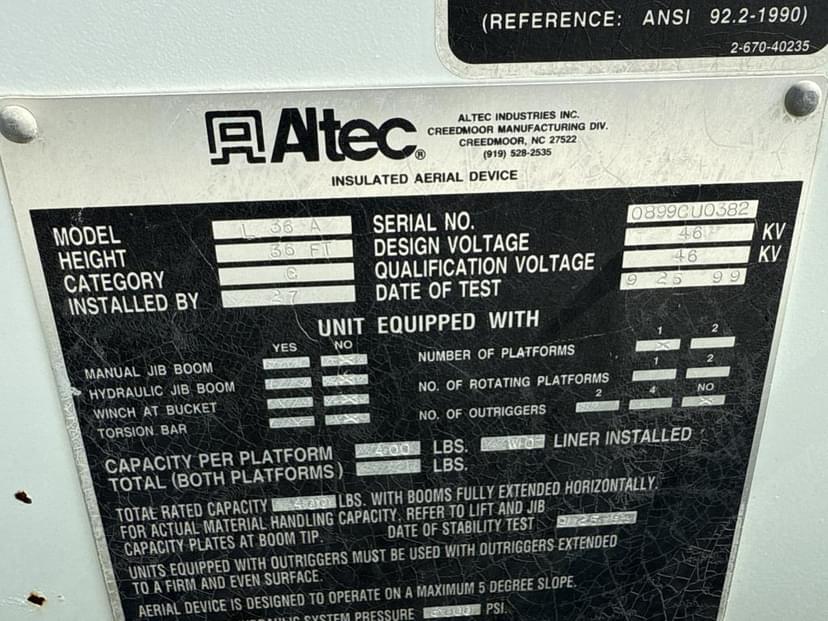 (REFERENCE: ANSI 92.2-1990)
2-670-40235
Altec®
ALTEC INDUSTRIES INC.
CREEDMOOR MANUFACTURING DIV.
CREEDMOOR, NC 27522
(919) 528-2535
INSULATED AERIAL DEVICE
MODEL L 36 A
HEIGHT 36 FT
CATEGORY C
INSTALLED BY 27
SERIAL NO. 0899CU0382
DESIGN VOLTAGE 46 KV
QUALIFICATION VOLTAGE 46 KV
DATE OF TEST 9 25 99
UNIT EQUIPPED WITH
YES NO
MANUAL JIB BOOM X
HYDRAULIC JIB BOOM X
WINCH AT BUCKET X
TORSION BAR X
1 2
NUMBER OF PLATFORMS X
1 2
NO. OF ROTATING PLATFORMS
2 4 NO
NO. OF OUTRIGGERS X
CAPACITY PER PLATFORM 400 LBS. W-O LINER INSTALLED
TOTAL (BOTH PLATFORMS) LBS.
TOTAL RATED CAPACITY 400 LBS. WITH BOOMS FULLY EXTENDED HORIZONTALLY.
FOR ACTUAL MATERIAL HANDLING CAPACITY, REFER TO LIFT AND JIB
CAPACITY PLATES AT BOOM TIP. DATE OF STABILITY TEST
UNITS EQUIPPED WITH OUTRIGGERS MUST BE USED WITH OUTRIGGERS EXTENDED
TO A FIRM AND EVEN SURFACE.
AERIAL DEVICE IS DESIGNED TO OPERATE ON A MAXIMUM 5 DEGREE SLOPE.
SYSTEM PRESSURE PSI.